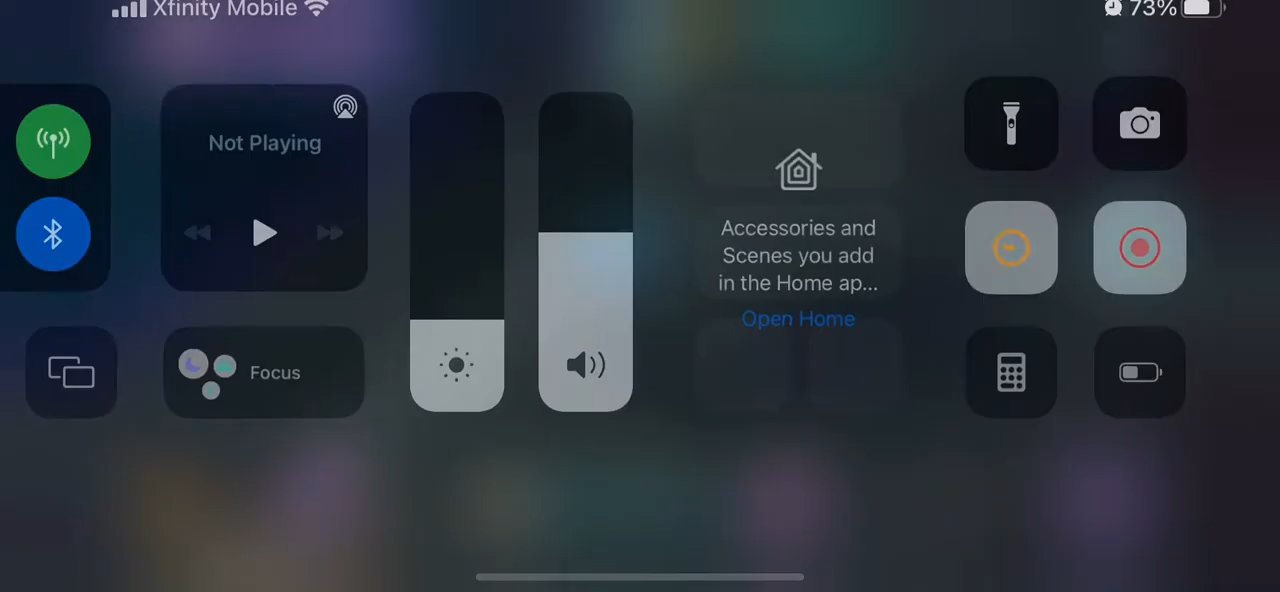 Xfinity Mobile
73%
Not Playing
Accessories and
Scenes you add
in the Home ap...
Open Home
Focus